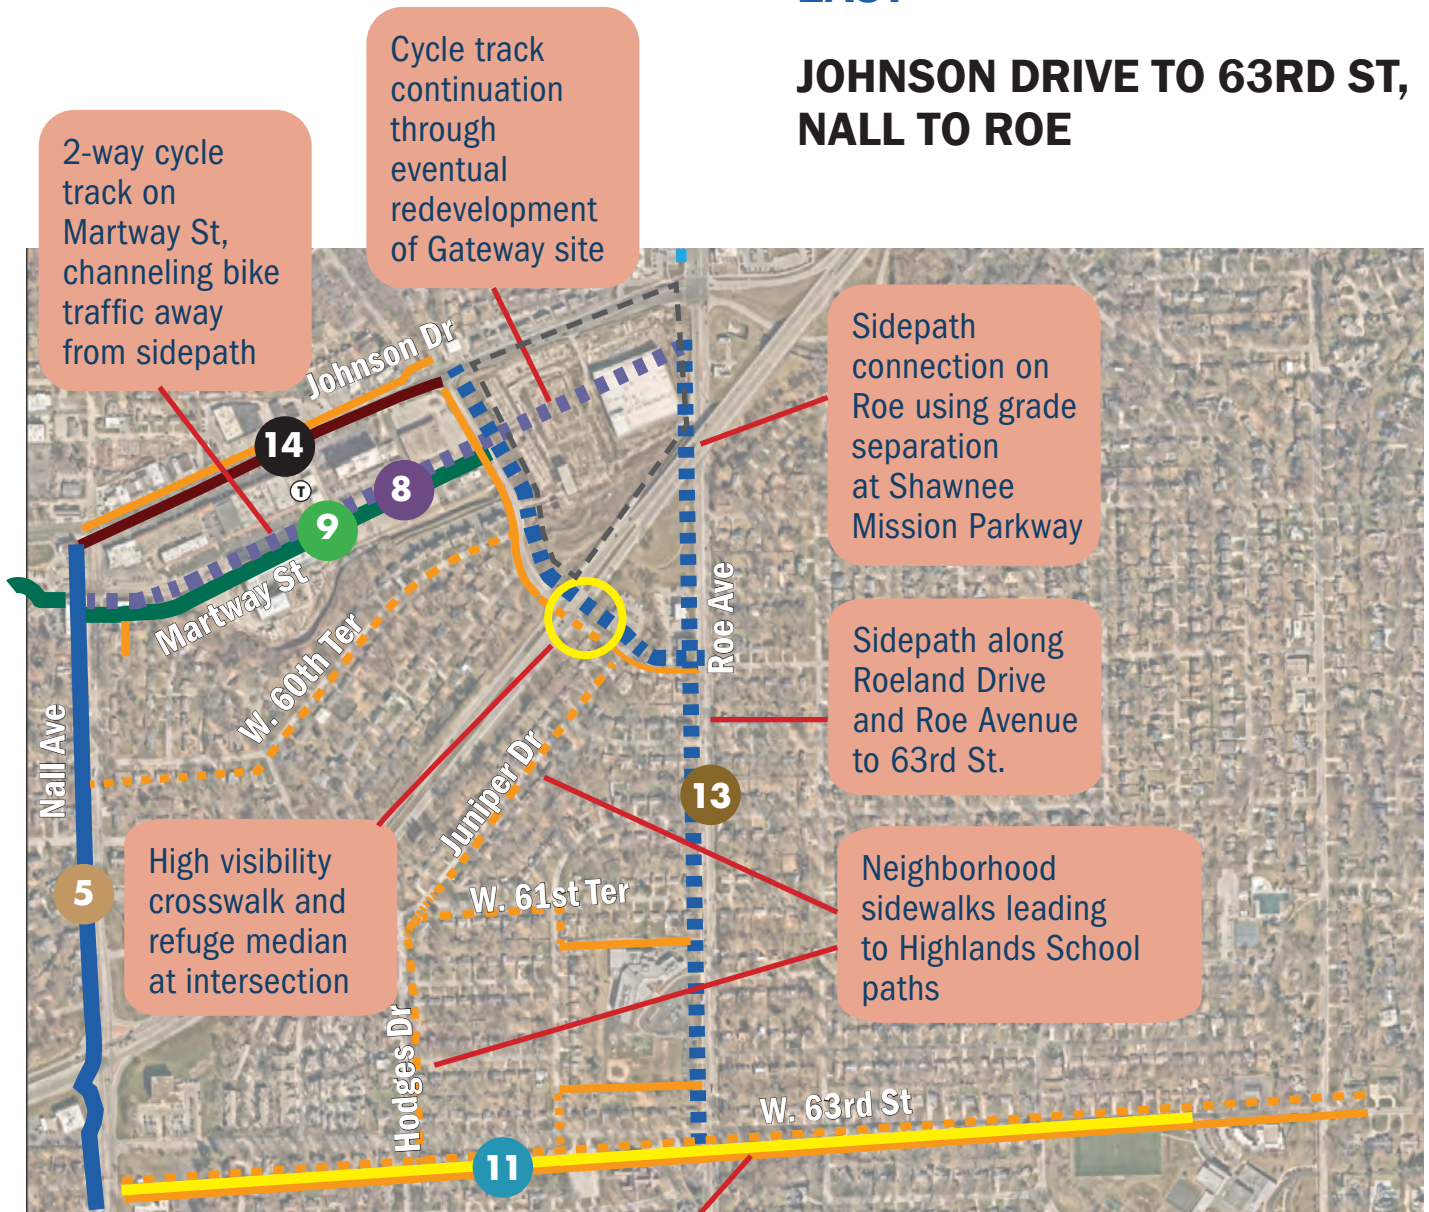 EAST
JOHNSON DRIVE TO 63RD ST,
NALL TO ROE
Cycle track
continuation
through
eventual
redevelopment
of Gateway site
2-way cycle
track on
Martway St,
channeling bike
traffic away
from sidepath
Sidepath
connection on
Roe using grade
separation
at Shawnee
Mission Parkway
Johnson Dr
14
T
8
9
Martway St
W. 60th Ter
Roe Ave
Sidepath along
Roeland Drive
and Roe Avenue
to 63rd St.
Nall Ave
Juniper Dr
13
High visibility
crosswalk and
refuge median
at intersection
5
W. 61st Ter
Neighborhood
sidewalks leading
to Highlands School
paths
Hodges Dr
W. 63rd St
11